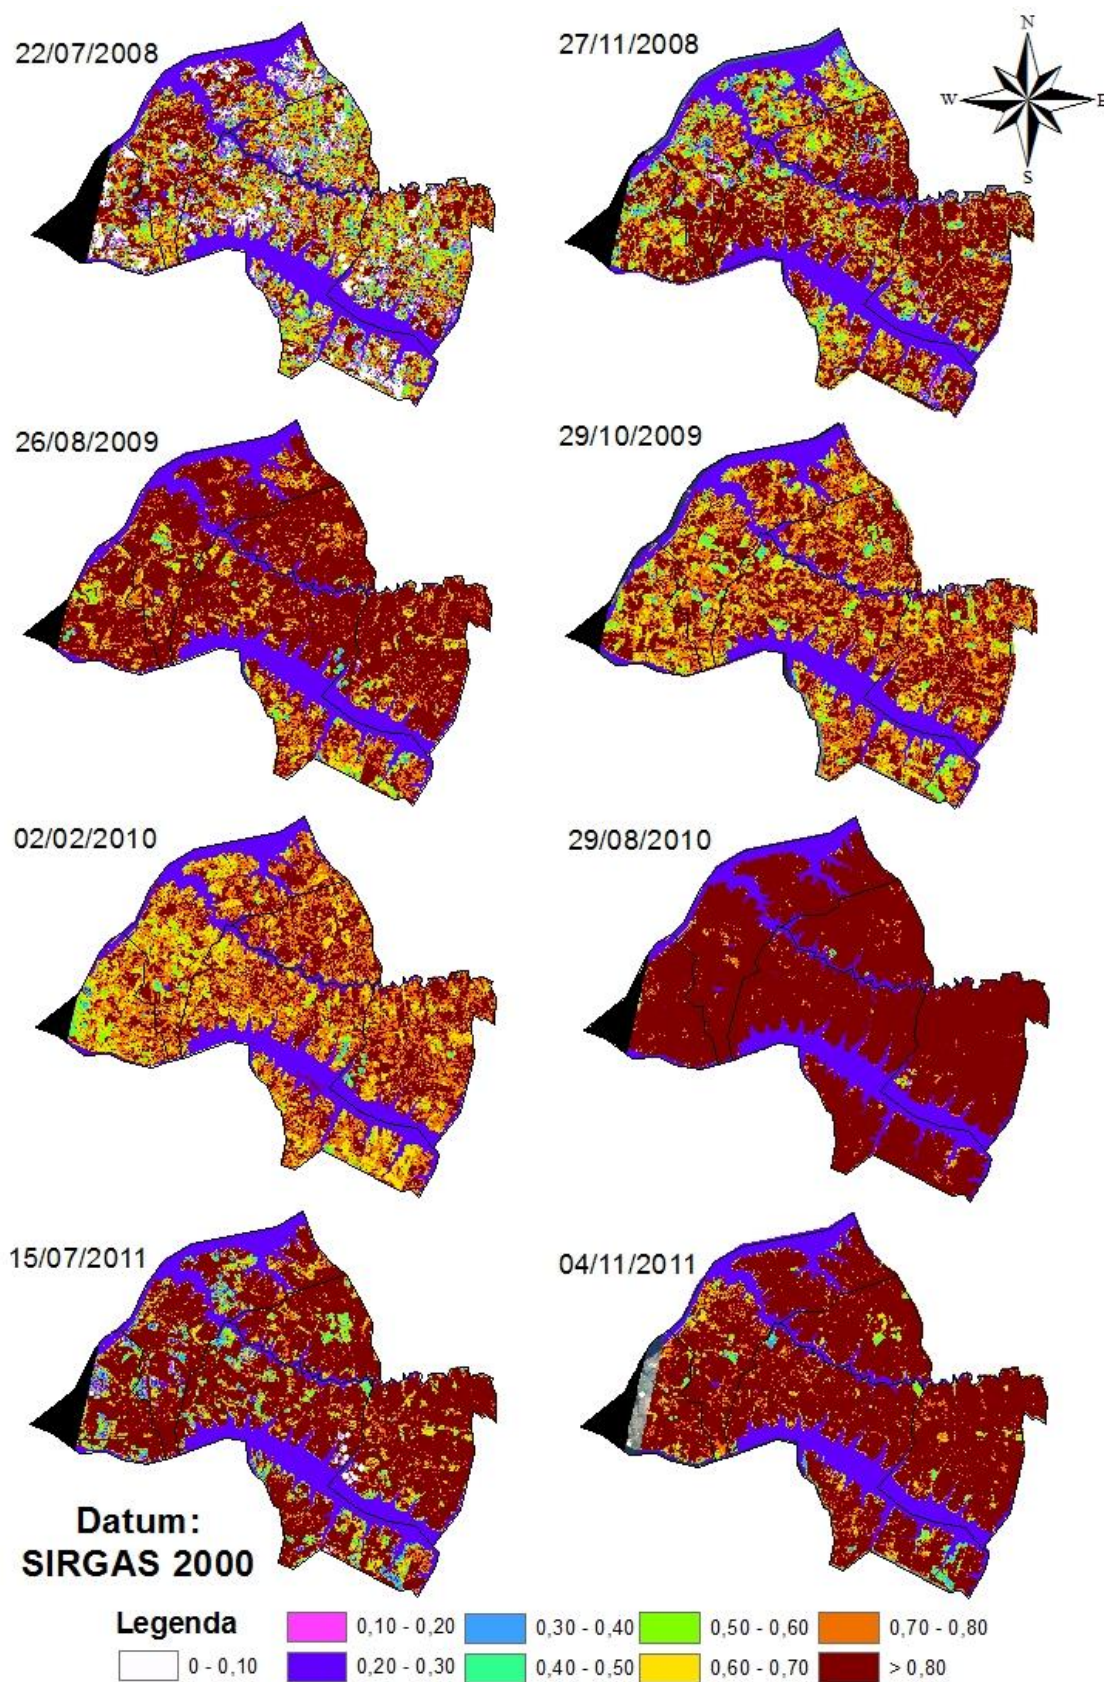 22/07/2008
27/11/2008
N
W
E
S
26/08/2009
29/10/2009
02/02/2010
29/08/2010
15/07/2011
04/11/2011
Datum:
SIRGAS 2000
Legenda
0,10 - 0,20
0,30 - 0,40
0,50 - 0,60
0,70 - 0,80
0 - 0,10
0,20 - 0,30
0,40 - 0,50
0,60 - 0,70
> 0,80